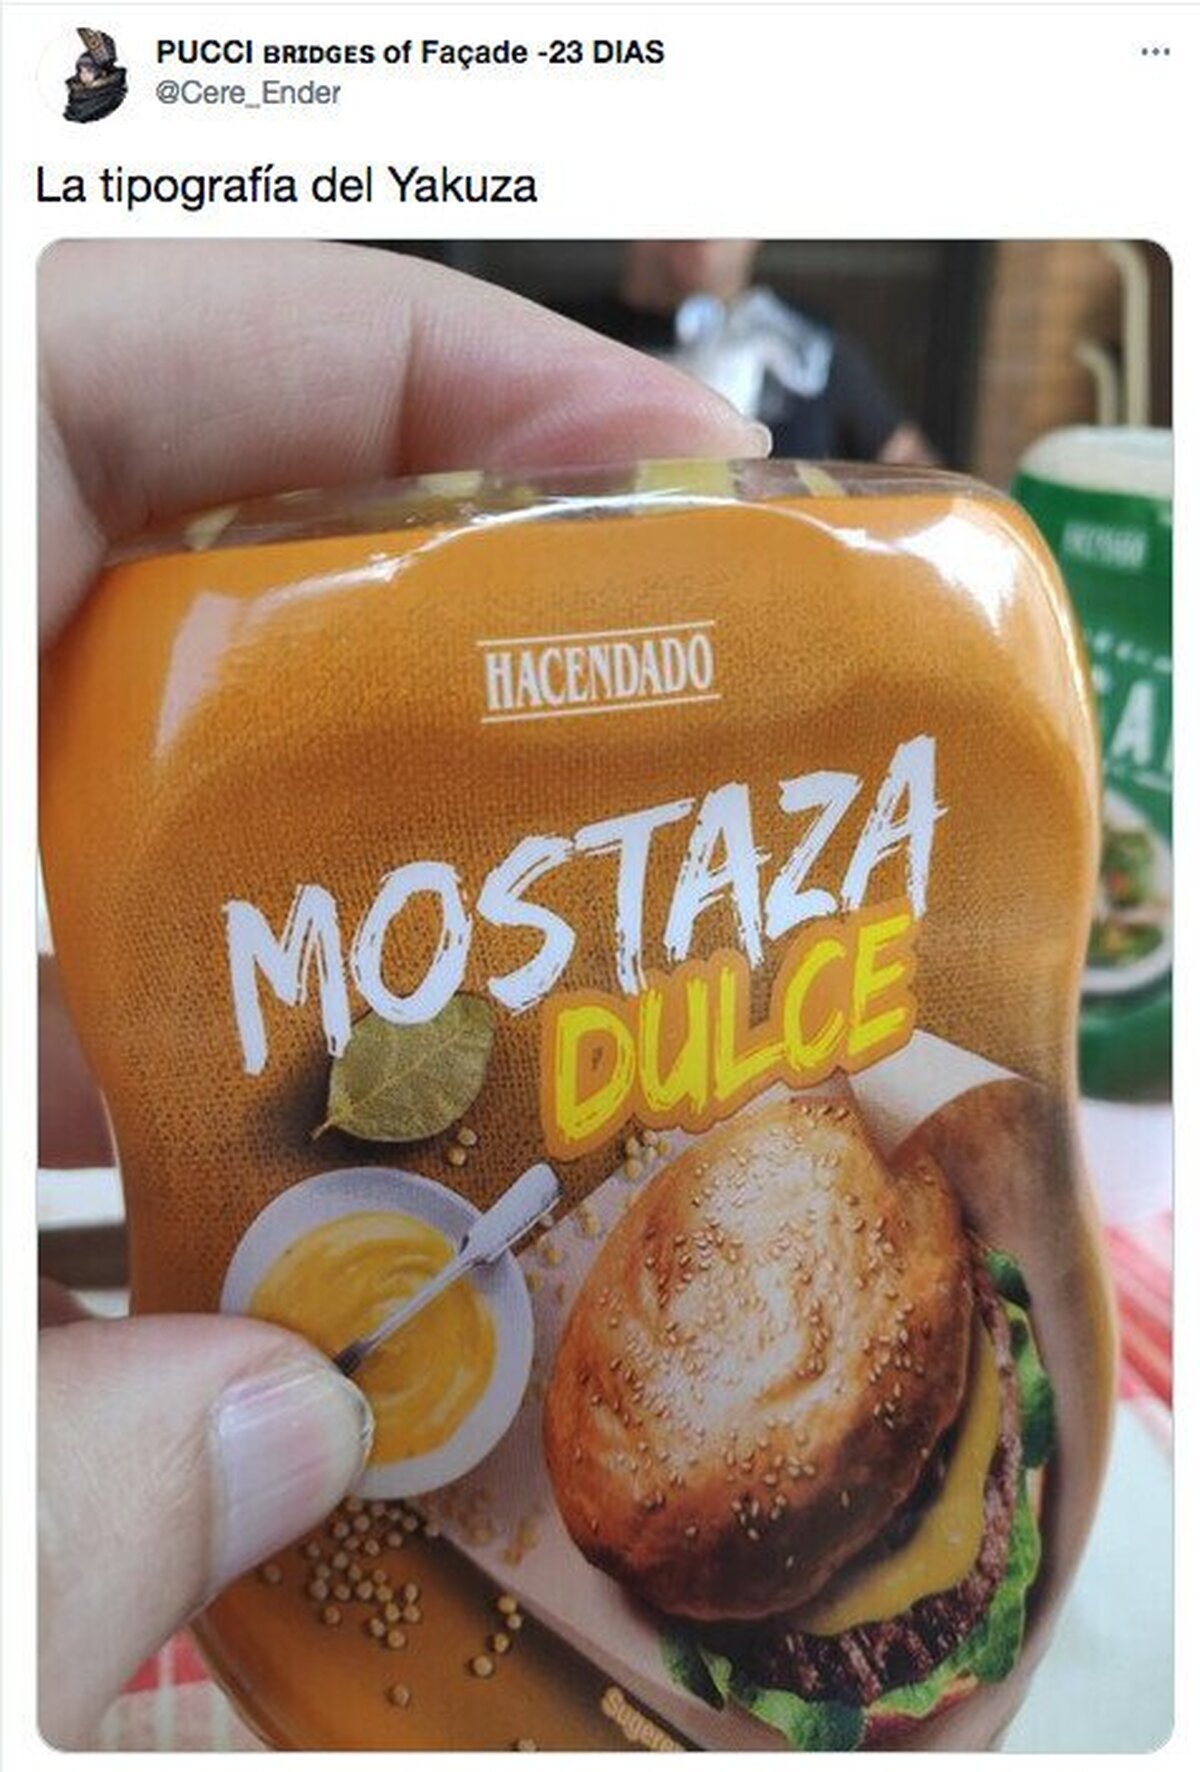 PUCCI BRIDGES of Façade -23 DIAS
@Cere_Ender
La tipografía del Yakuza
HACENDADO
MOSTAZA
DULCE